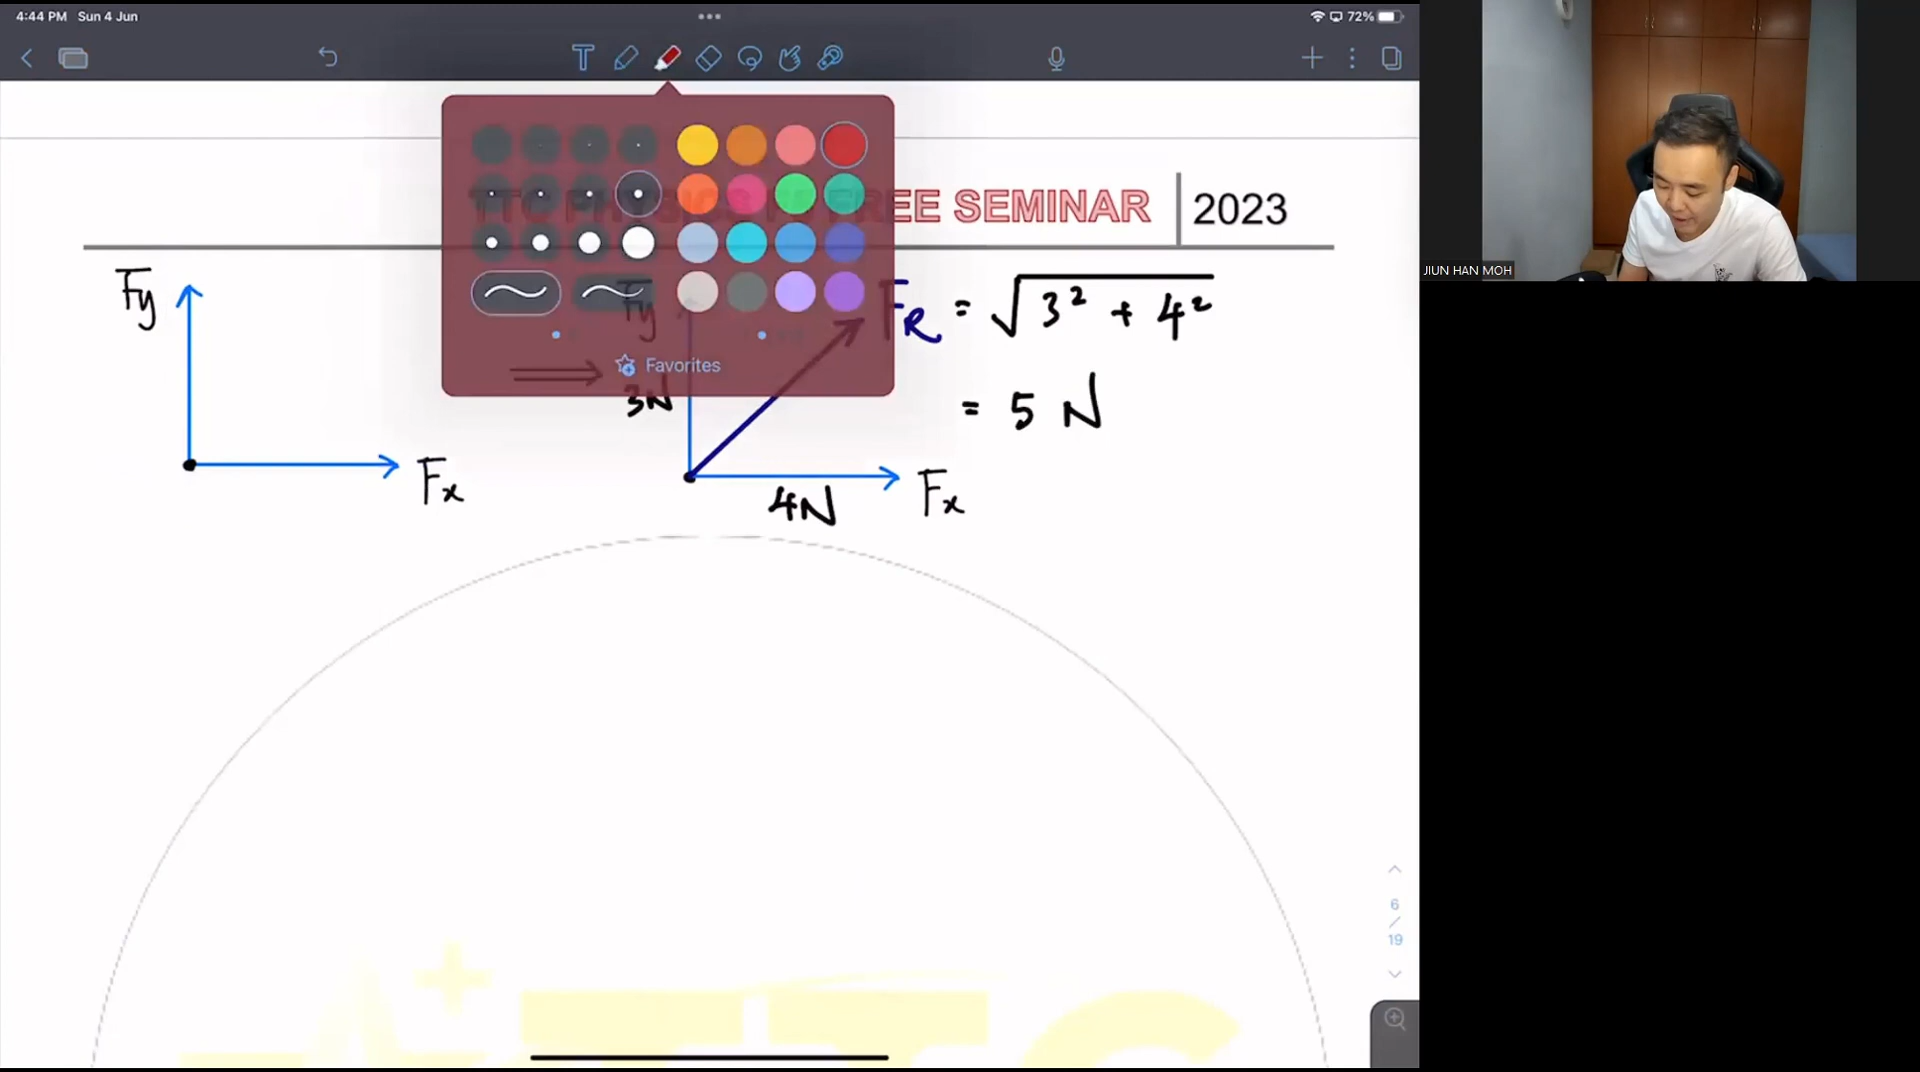 4:44 PM Sun 4 Jun
72%
FREE SEMINAR 2023
Fy
Fy
FR = √3² + 4²
Favorites
3N
= 5 N
Fx
4N
Fx
JIUN HAN MOH
6
/
19